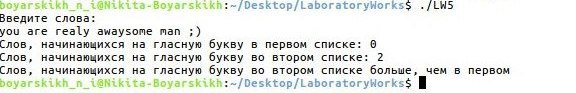 boyarskikh_n_i@Nikita-Boyarskikh:~/Desktop/LaboratoryWorks$ ./LW5
Введите слова:
you are realy awaysome man ;)
Слов, начинающихся на гласную букву в первом списке: 0
Слов, начинающихся на гласную букву во втором списке: 2
Слов, начинающихся на гласную букву во втором списке больше, чем в первом
boyarskikh_n_i@Nikita-Boyarskikh:~/Desktop/LaboratoryWorks$